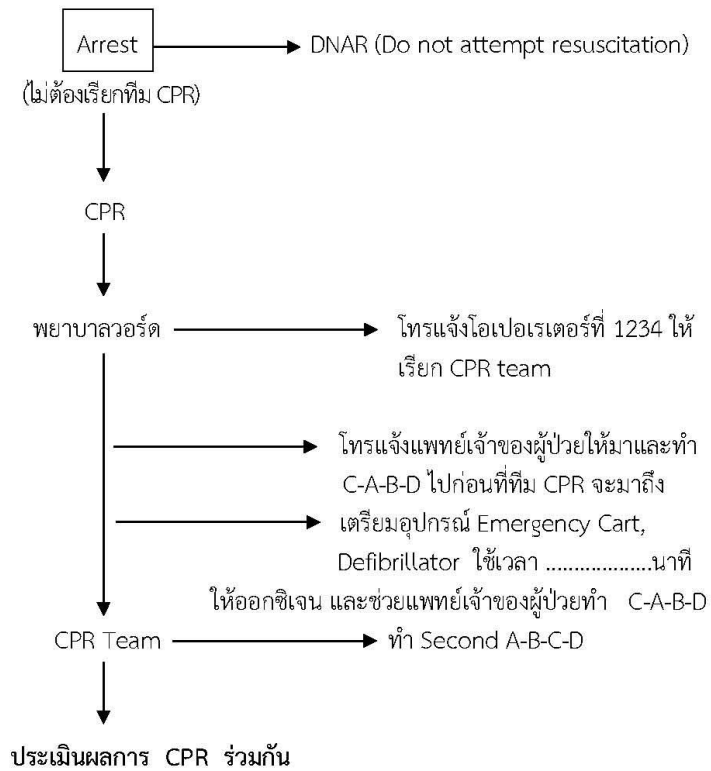 Arrest
DNAR (Do not attempt resuscitation)
(ไม่ต้องเรียกทีม CPR)
CPR
พยาบาลวอร์ด
โทรแจ้งโอเปอเรเตอร์ที่ 1234 ให้
เรียก CPR team
โทรแจ้งแพทย์เจ้าของผู้ป่วยให้มาและทำ
C-A-B-D ไปก่อนที่ทีม CPR จะมาถึง
เตรียมอุปกรณ์ Emergency Cart,
Defibrillator ใช้เวลา ...................นาที
ให้ออกซิเจน และช่วยแพทย์เจ้าของผู้ป่วยทำ C-A-B-D
CPR Team
ทำ Second A-B-C-D
ประเมินผลการ CPR ร่วมกัน